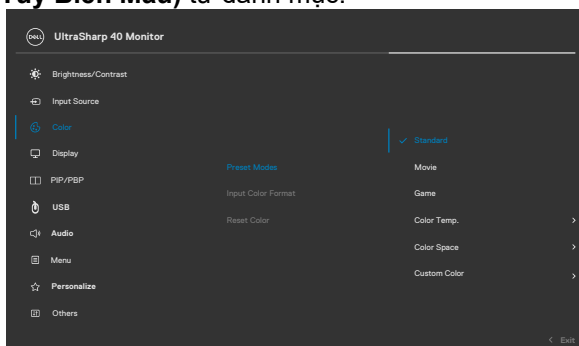 Tùy Biến Màu) từ danh mục.
DELL UltraSharp 40 Monitor
Brightness/Contrast
Input Source
Color
Display
PIP/PBP
USB
Audio
Menu
Personalize
Others
Preset Modes
Input Color Format
Reset Color
Standard
Movie
Game
Color Temp.
Color Space
Custom Color
Exit